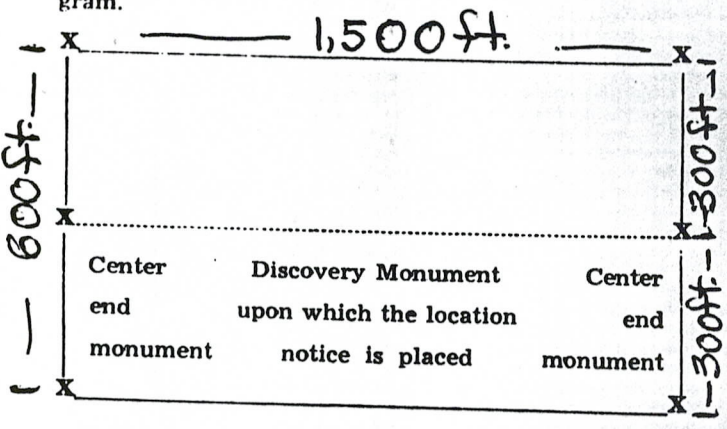 gram.
1,500 ft.
X X
600 ft.
300 ft.
X X
Center Discovery Monument Center
end upon which the location end
monument notice is placed monument
300 ft.
X X